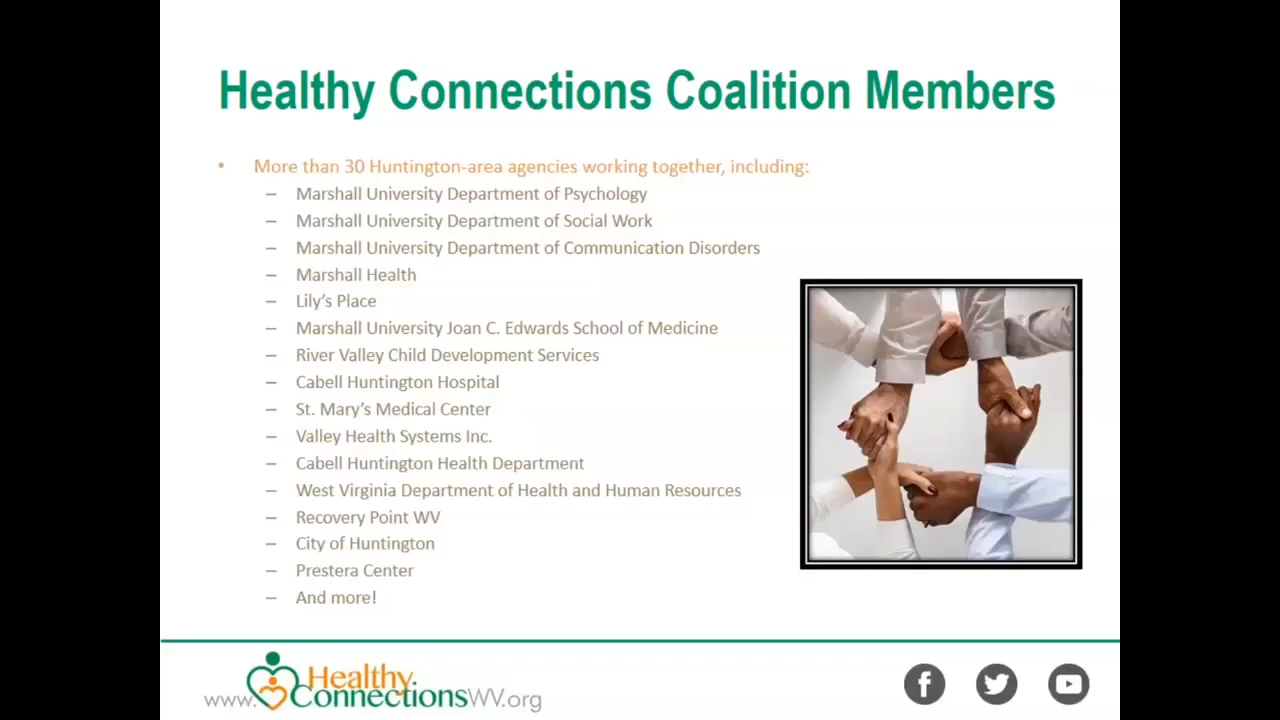 Healthy Connections Coalition Members
• More than 30 Huntington-area agencies working together, including:
– Marshall University Department of Psychology
– Marshall University Department of Social Work
– Marshall University Department of Communication Disorders
– Marshall Health
– Lily's Place
– Marshall University Joan C. Edwards School of Medicine
– River Valley Child Development Services
– Cabell Huntington Hospital
– St. Mary's Medical Center
– Valley Health Systems Inc.
– Cabell Huntington Health Department
– West Virginia Department of Health and Human Resources
– Recovery Point WV
– City of Huntington
– Prestera Center
– And more!
Healthy
www.ConnectionsWV.org